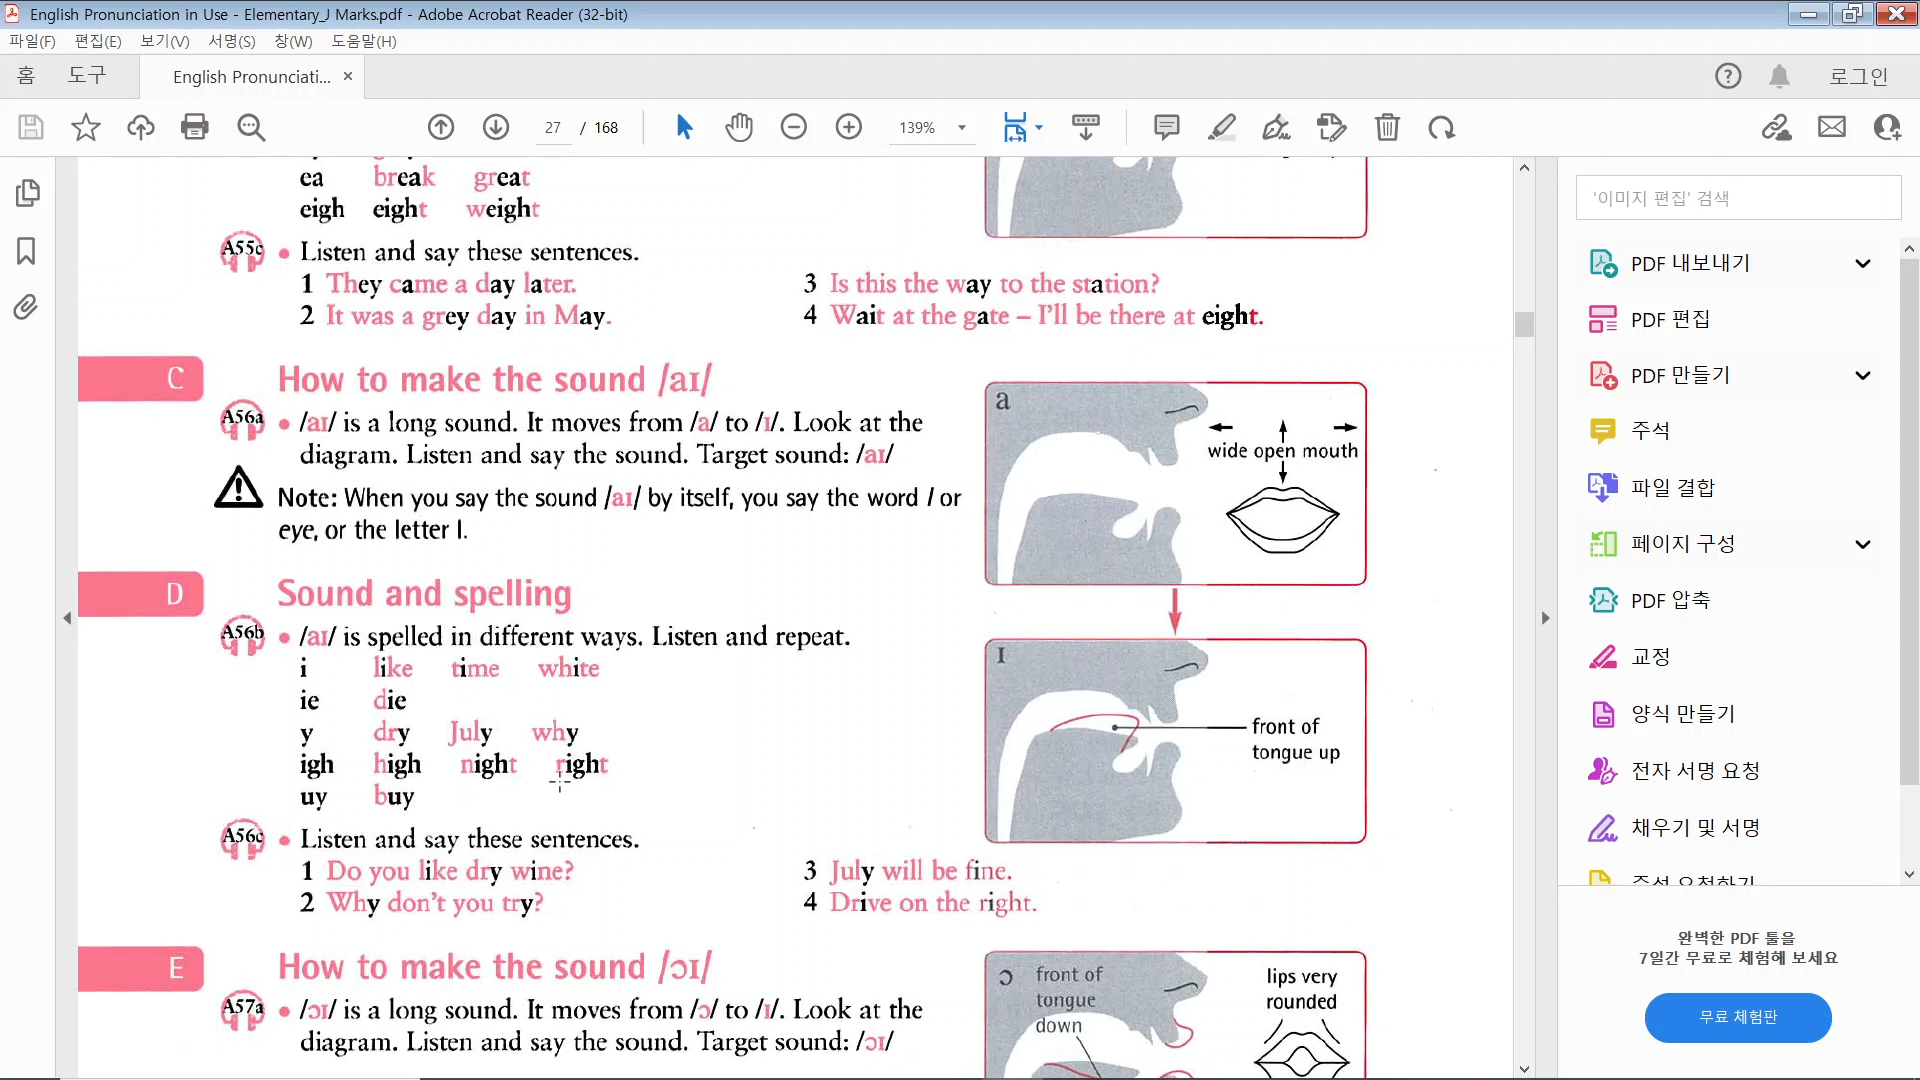 English Pronunciation in Use - Elementary_J Marks.pdf - Adobe Acrobat Reader (32-bit)
파일(F) 편집(E) 보기(V) 서명(S) 창(W) 도움말(H)
홈 도구 English Pronunciati... × 로그인
27 / 168 139%
ea break great
eigh eight weight
A55c • Listen and say these sentences.
1 They came a day later.
2 It was a grey day in May.
3 Is this the way to the station?
4 Wait at the gate – I'll be there at eight.
C How to make the sound /aɪ/
A56a • /aɪ/ is a long sound. It moves from /a/ to /ɪ/. Look at the
diagram. Listen and say the sound. Target sound: /aɪ/
Note: When you say the sound /aɪ/ by itself, you say the word I or
eye, or the letter I.
a
wide open mouth
D Sound and spelling
A56b • /aɪ/ is spelled in different ways. Listen and repeat.
i like time white
ie die
y dry July why
igh high night right
uy buy
ɪ
front of
tongue up
A56c • Listen and say these sentences.
1 Do you like dry wine?
2 Why don't you try?
3 July will be fine.
4 Drive on the right.
E How to make the sound /ɔɪ/
A57a • /ɔɪ/ is a long sound. It moves from /ɔ/ to /ɪ/. Look at the
diagram. Listen and say the sound. Target sound: /ɔɪ/
ɔ
front of
tongue
down
lips very
rounded
'이미지 편집' 검색
PDF 내보내기
PDF 편집
PDF 만들기
주석
파일 결합
페이지 구성
PDF 압축
교정
양식 만들기
전자 서명 요청
채우기 및 서명
주석 요청하기
완벽한 PDF 툴을
7일간 무료로 체험해 보세요
무료 체험판